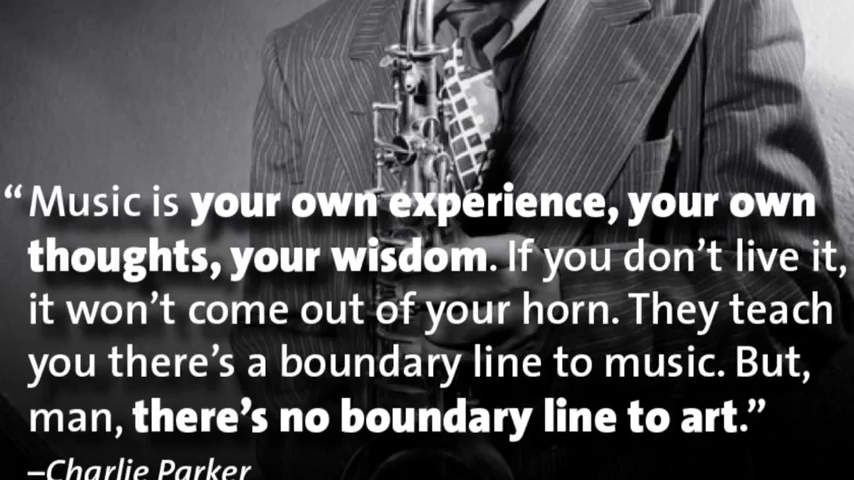 “Music is your own experience, your own
thoughts, your wisdom. If you don’t live it,
it won’t come out of your horn. They teach
you there’s a boundary line to music. But,
man, there’s no boundary line to art.”
–Charlie Parker